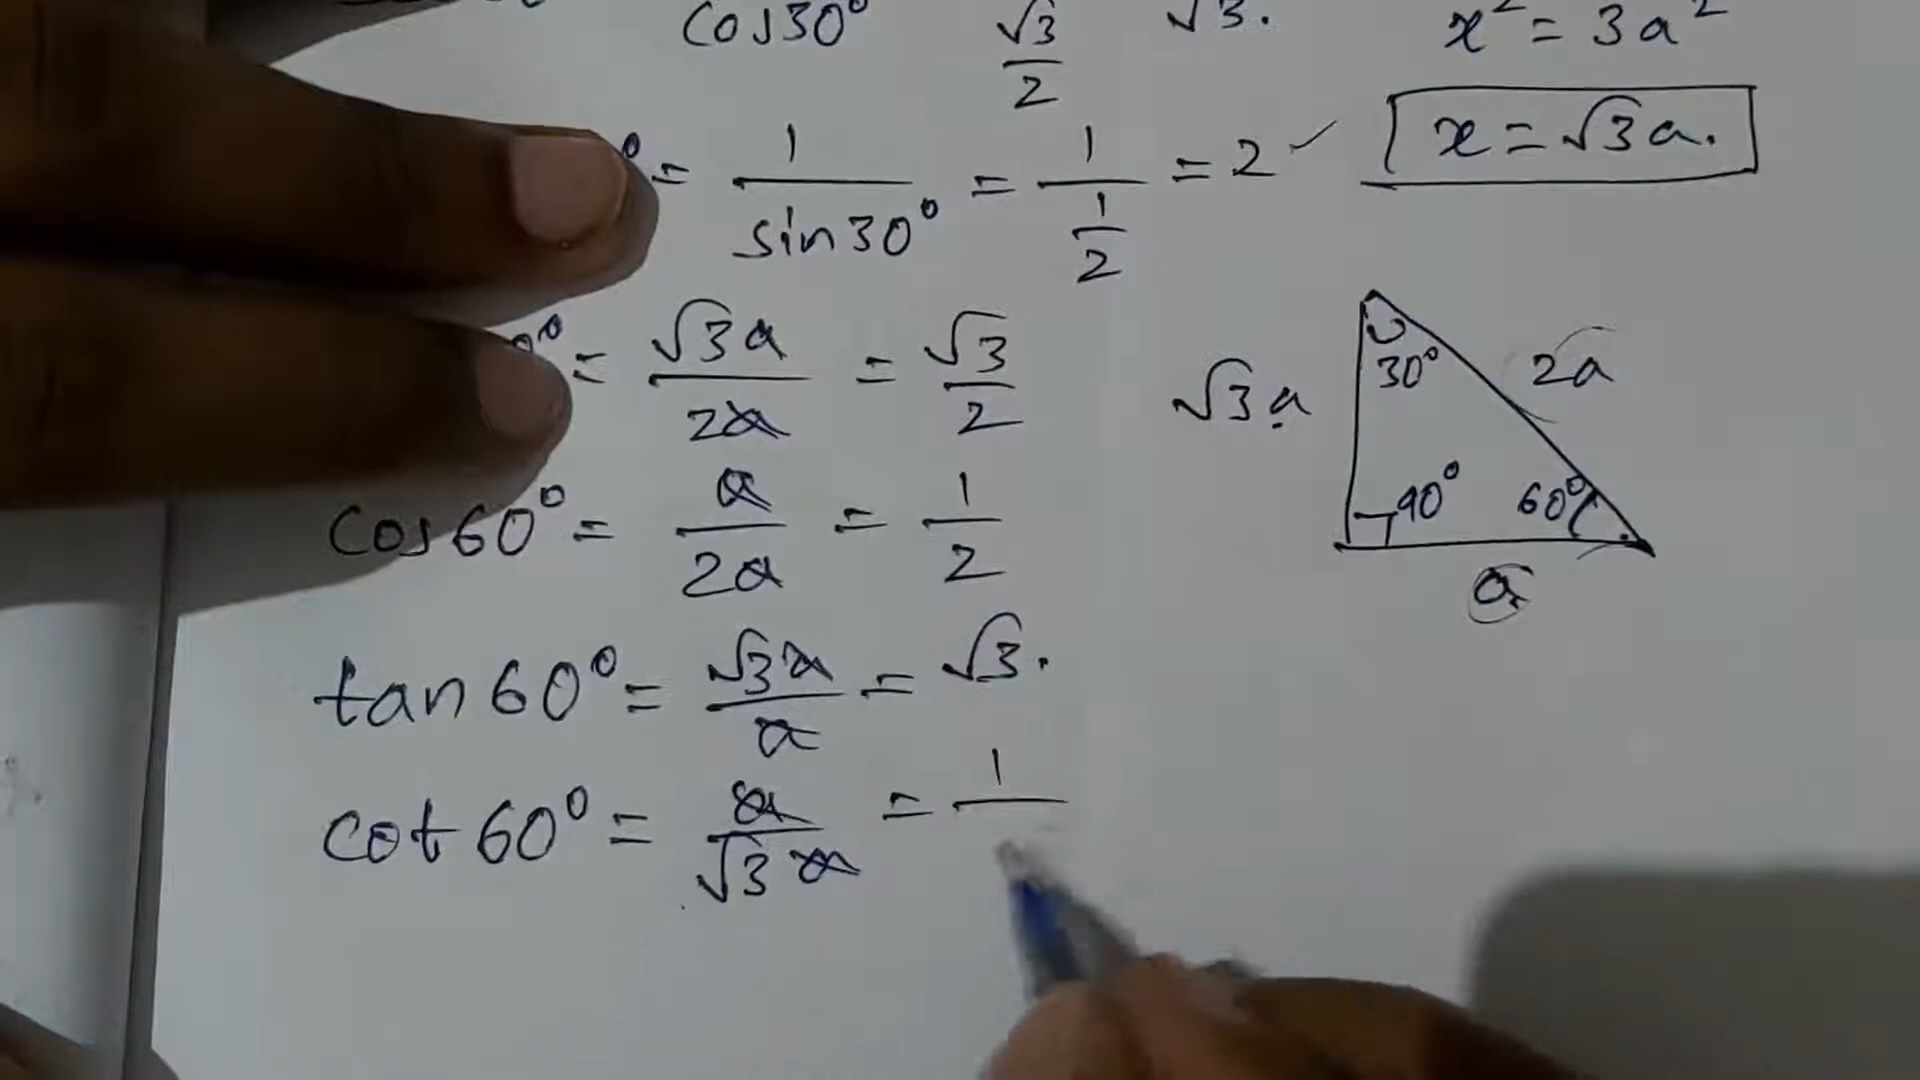 cos30° √3/2 √3. x² = 3a²
x = √3a.
° = 1/sin30° = 1/(1/2) = 2 ✓
0° = √3a/2a = √3/2
cos60° = a/2a = 1/2
tan60° = √3a/a = √3.
cot60° = a/√3a = 1/
30°
2a
√3a
90° 60°
a